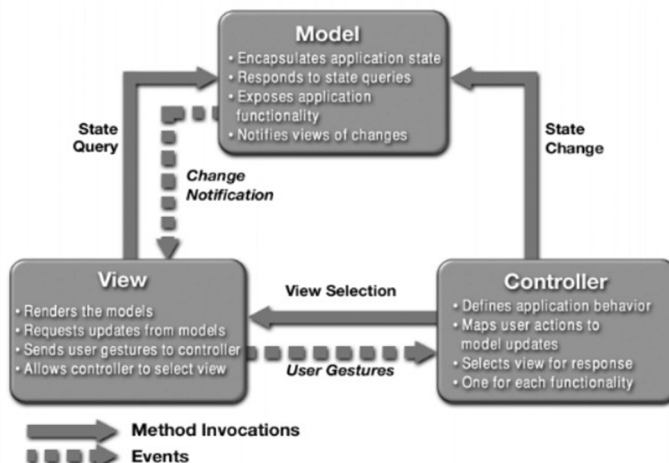 Model
• Encapsulates application state
• Responds to state queries
• Exposes application
functionality
• Notifies views of changes
State
Query
State
Change
Change
Notification
View
• Renders the models
• Requests updates from models
• Sends user gestures to controller
• Allows controller to select view
View Selection
User Gestures
Controller
• Defines application behavior
• Maps user actions to
model updates
• Selects view for response
• One for each functionality
Method Invocations
Events